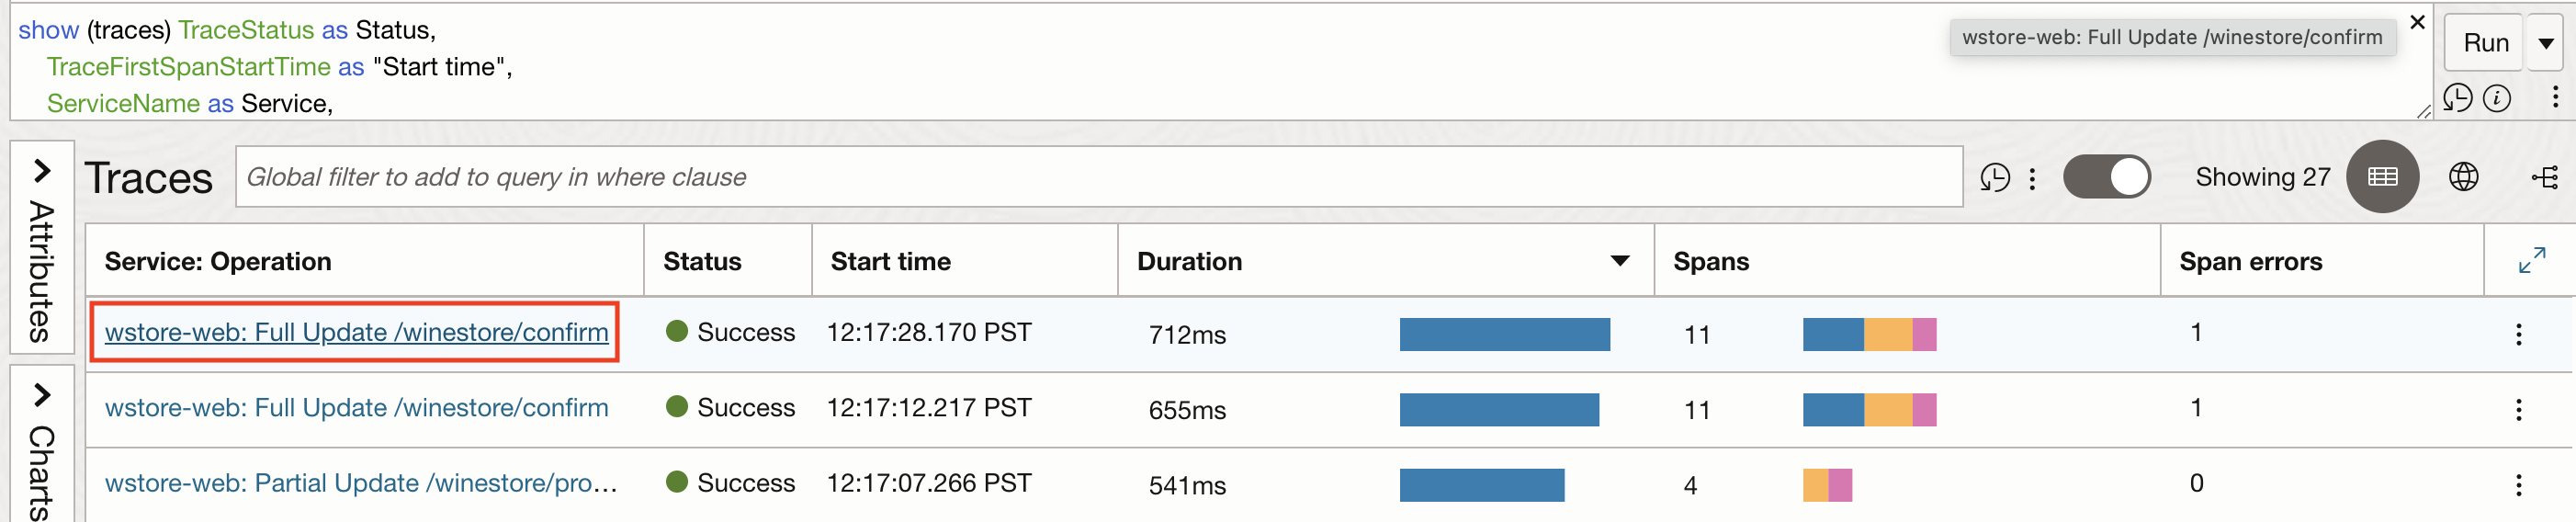 show (traces) TraceStatus as Status,
TraceFirstSpanStartTime as "Start time",
ServiceName as Service,
wstore-web: Full Update /winestore/confirm
Run
Attributes
Charts
Traces
Global filter to add to query in where clause
Showing 27
Service: Operation Status Start time Duration Spans Span errors
wstore-web: Full Update /winestore/confirm Success 12:17:28.170 PST 712ms 11 1
wstore-web: Full Update /winestore/confirm Success 12:17:12.217 PST 655ms 11 1
wstore-web: Partial Update /winestore/pro... Success 12:17:07.266 PST 541ms 4 0